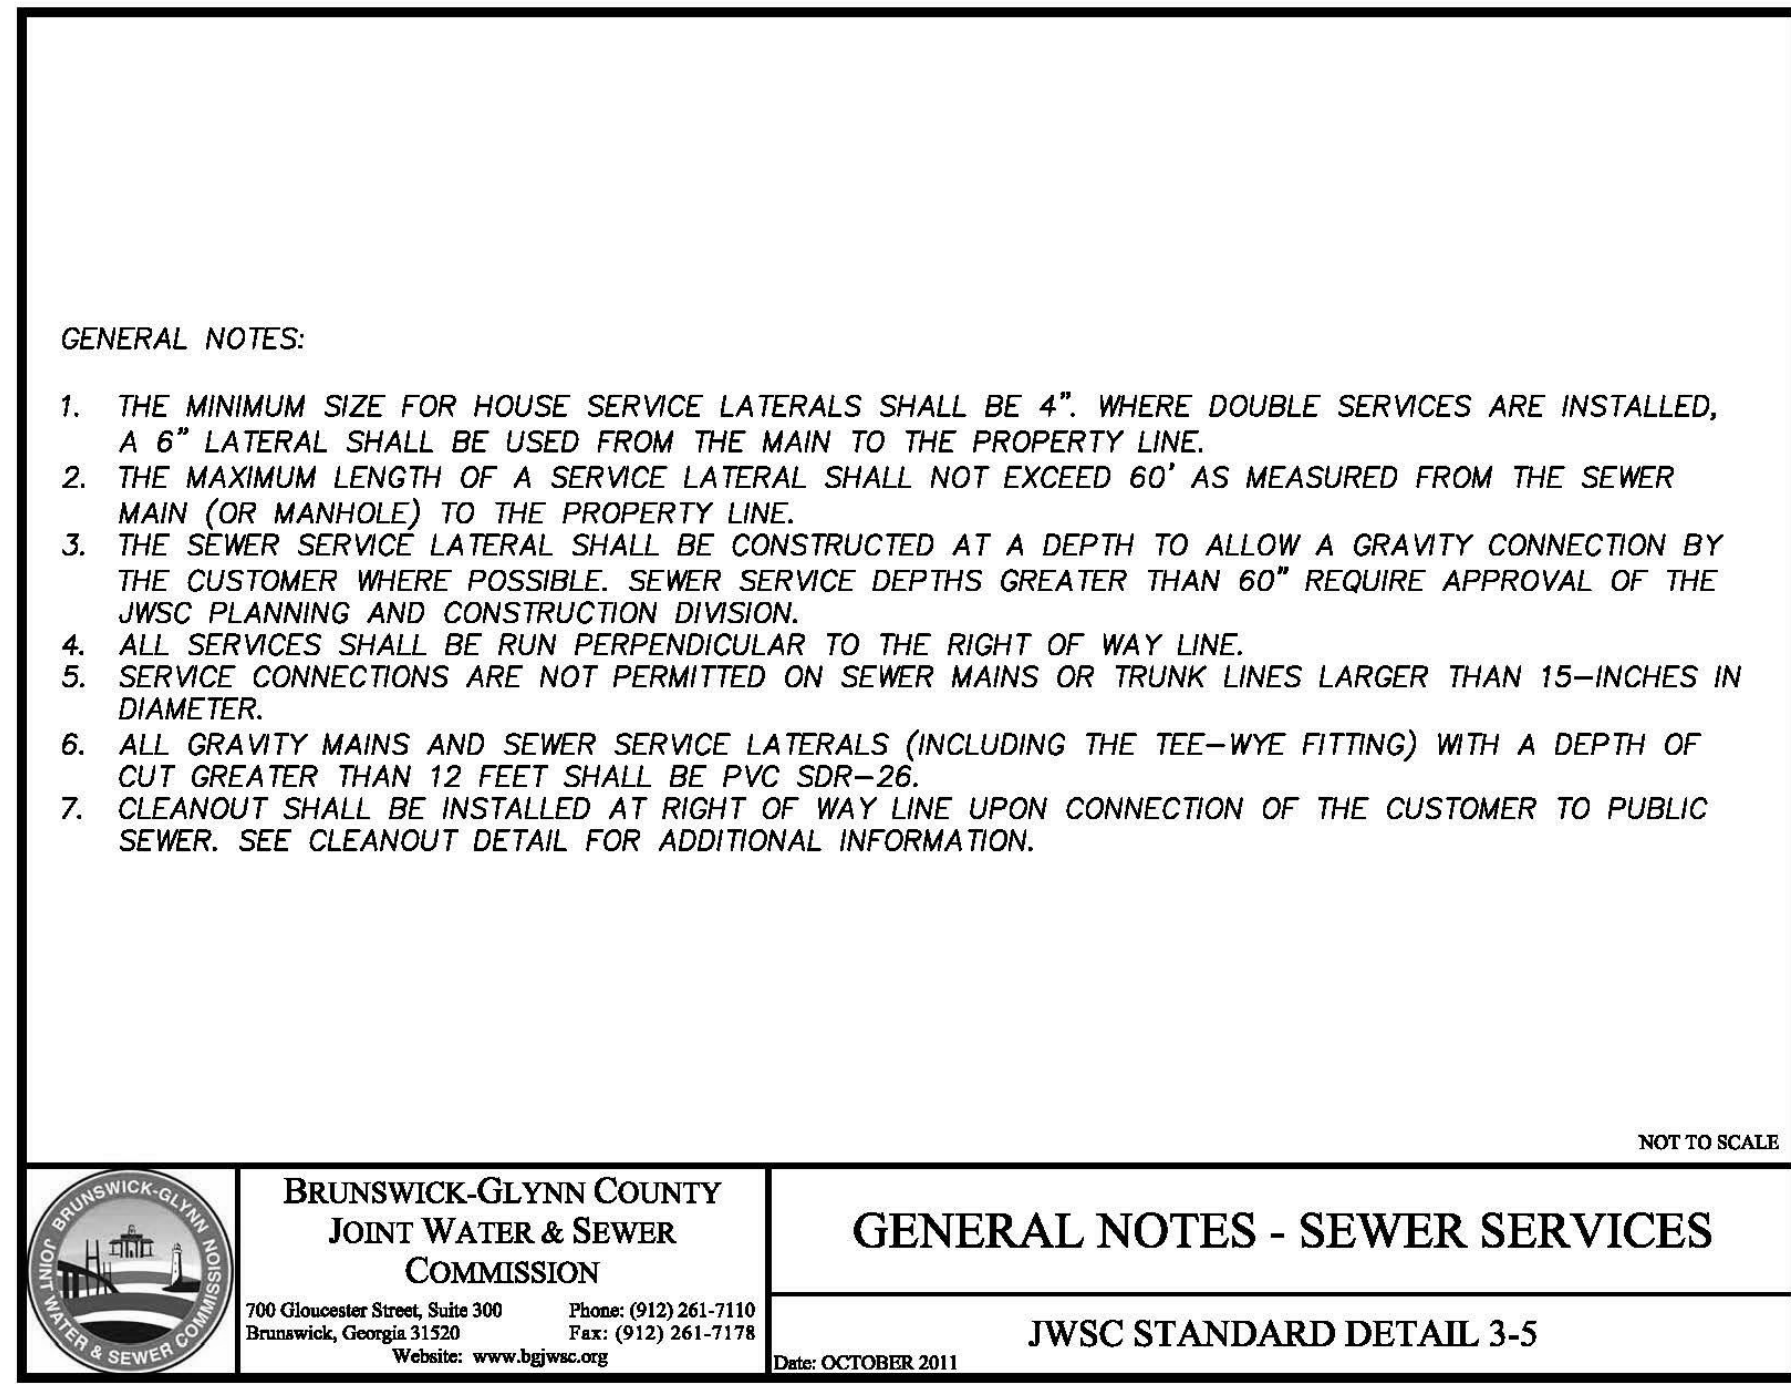 GENERAL NOTES:
1. THE MINIMUM SIZE FOR HOUSE SERVICE LATERALS SHALL BE 4". WHERE DOUBLE SERVICES ARE INSTALLED,
A 6" LATERAL SHALL BE USED FROM THE MAIN TO THE PROPERTY LINE.
2. THE MAXIMUM LENGTH OF A SERVICE LATERAL SHALL NOT EXCEED 60' AS MEASURED FROM THE SEWER
MAIN (OR MANHOLE) TO THE PROPERTY LINE.
3. THE SEWER SERVICE LATERAL SHALL BE CONSTRUCTED AT A DEPTH TO ALLOW A GRAVITY CONNECTION BY
THE CUSTOMER WHERE POSSIBLE. SEWER SERVICE DEPTHS GREATER THAN 60" REQUIRE APPROVAL OF THE
JWSC PLANNING AND CONSTRUCTION DIVISION.
4. ALL SERVICES SHALL BE RUN PERPENDICULAR TO THE RIGHT OF WAY LINE.
5. SERVICE CONNECTIONS ARE NOT PERMITTED ON SEWER MAINS OR TRUNK LINES LARGER THAN 15-INCHES IN
DIAMETER.
6. ALL GRAVITY MAINS AND SEWER SERVICE LATERALS (INCLUDING THE TEE-WYE FITTING) WITH A DEPTH OF
CUT GREATER THAN 12 FEET SHALL BE PVC SDR-26.
7. CLEANOUT SHALL BE INSTALLED AT RIGHT OF WAY LINE UPON CONNECTION OF THE CUSTOMER TO PUBLIC
SEWER. SEE CLEANOUT DETAIL FOR ADDITIONAL INFORMATION.
NOT TO SCALE
BRUNSWICK-GLYNN COUNTY
JOINT WATER & SEWER
COMMISSION
700 Gloucester Street, Suite 300 Phone: (912) 261-7110
Brunswick, Georgia 31520 Fax: (912) 261-7178
Website: www.bgjwsc.org
BRUNSWICK-GLYNN
JOINT WATER & SEWER COMMISSION
GENERAL NOTES - SEWER SERVICES
JWSC STANDARD DETAIL 3-5
Date: OCTOBER 2011